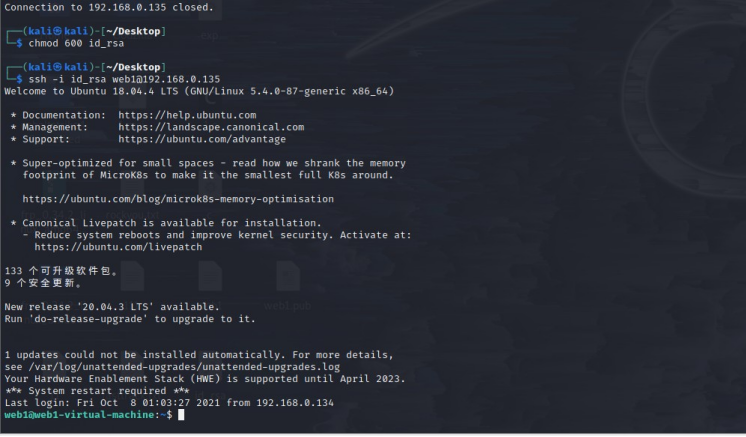 Connection to 192.168.0.135 closed.
┌──(kali㉿kali)-[~/Desktop]
└─$ chmod 600 id_rsa
┌──(kali㉿kali)-[~/Desktop]
└─$ ssh -i id_rsa web1@192.168.0.135
Welcome to Ubuntu 18.04.4 LTS (GNU/Linux 5.4.0-87-generic x86_64)
* Documentation:  https://help.ubuntu.com
* Management:     https://landscape.canonical.com
* Support:        https://ubuntu.com/advantage
* Super-optimized for small spaces - read how we shrank the memory
footprint of MicroK8s to make it the smallest full K8s around.
https://ubuntu.com/blog/microk8s-memory-optimisation
* Canonical Livepatch is available for installation.
- Reduce system reboots and improve kernel security. Activate at:
https://ubuntu.com/livepatch
133 个可升级软件包。
9 个安全更新。
New release '20.04.3 LTS' available.
Run 'do-release-upgrade' to upgrade to it.
1 updates could not be installed automatically. For more details,
see /var/log/unattended-upgrades/unattended-upgrades.log
Your Hardware Enablement Stack (HWE) is supported until April 2023.
*** System restart required ***
Last login: Fri Oct  8 01:03:27 2021 from 192.168.0.134
web1@web1-virtual-machine:~$